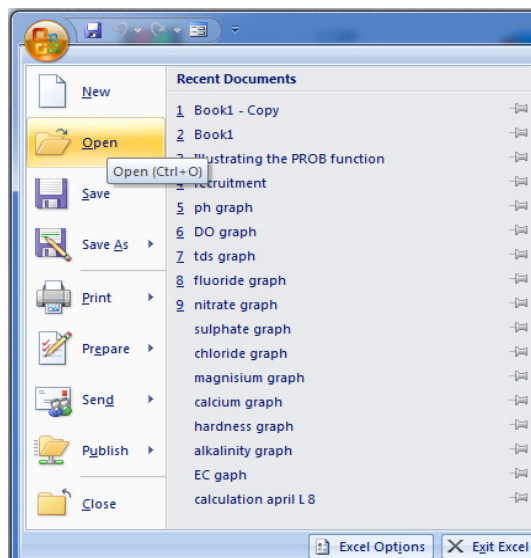 New
Open
Open (Ctrl+O)
Save
Save As
Print
Prepare
Send
Publish
Close
Recent Documents
1 Book1 - Copy
2 Book1
3 Illustrating the PROB function
4 recruitment
5 ph graph
6 DO graph
7 tds graph
8 fluoride graph
9 nitrate graph
sulphate graph
chloride graph
magnisium graph
calcium graph
hardness graph
alkalinity graph
EC gaph
calculation april L 8
Excel Options
Exit Excel